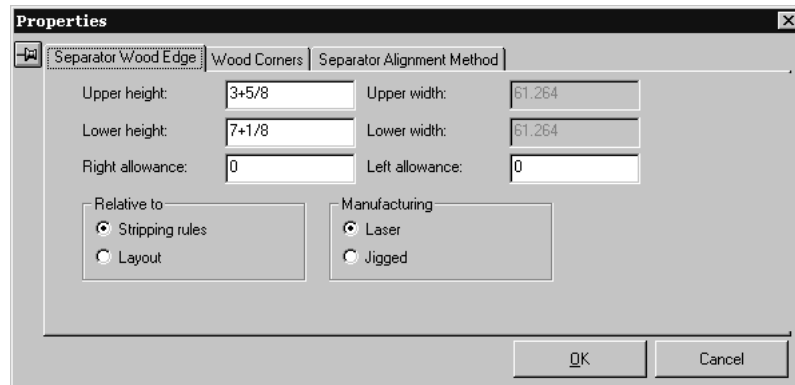 Properties
Separator Wood Edge Wood Corners Separator Alignment Method
Upper height: 3+5/8 Upper width: 61.264
Lower height: 7+1/8 Lower width: 61.264
Right allowance: 0 Left allowance: 0
Relative to Manufacturing
Stripping rules Laser
Layout Jigged
OK Cancel